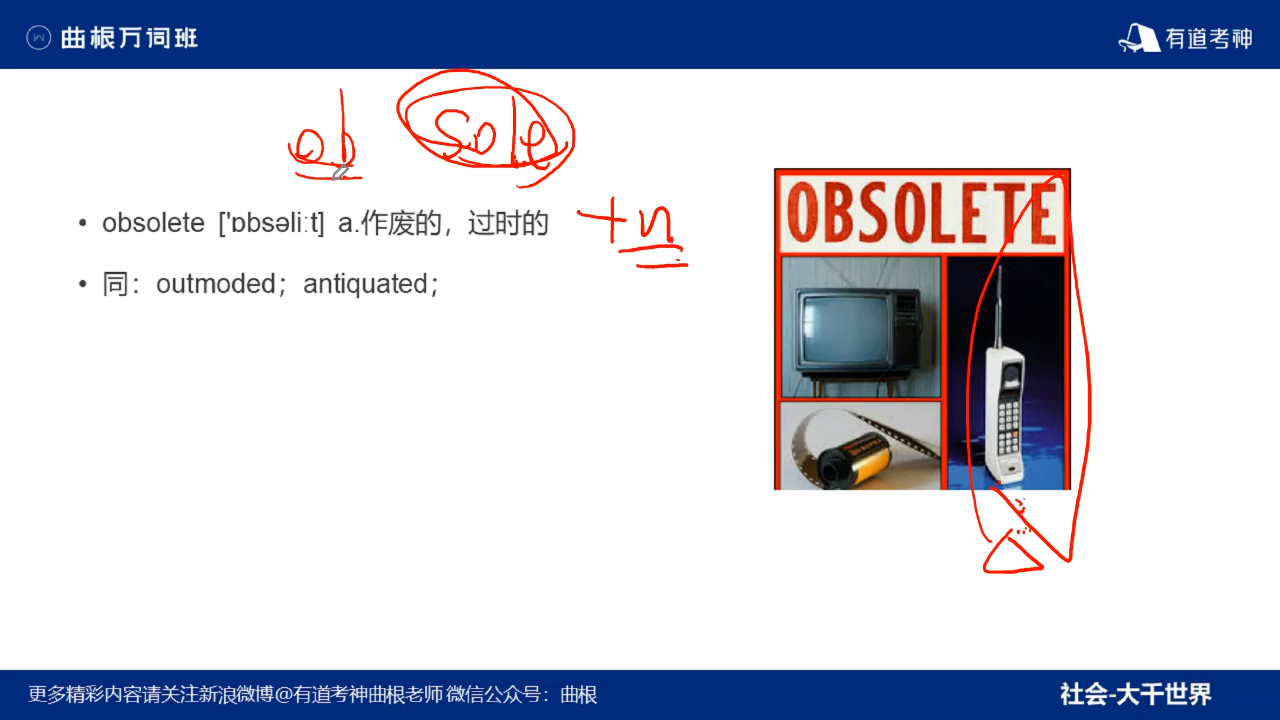 曲根万词班
有道考神
ob sole
• obsolete ['ɒbsəliːt] a.作废的，过时的
+n
• 同：outmoded；antiquated；
OBSOLETE
更多精彩内容请关注新浪微博@有道考神曲根老师 微信公众号：曲根
社会-大千世界